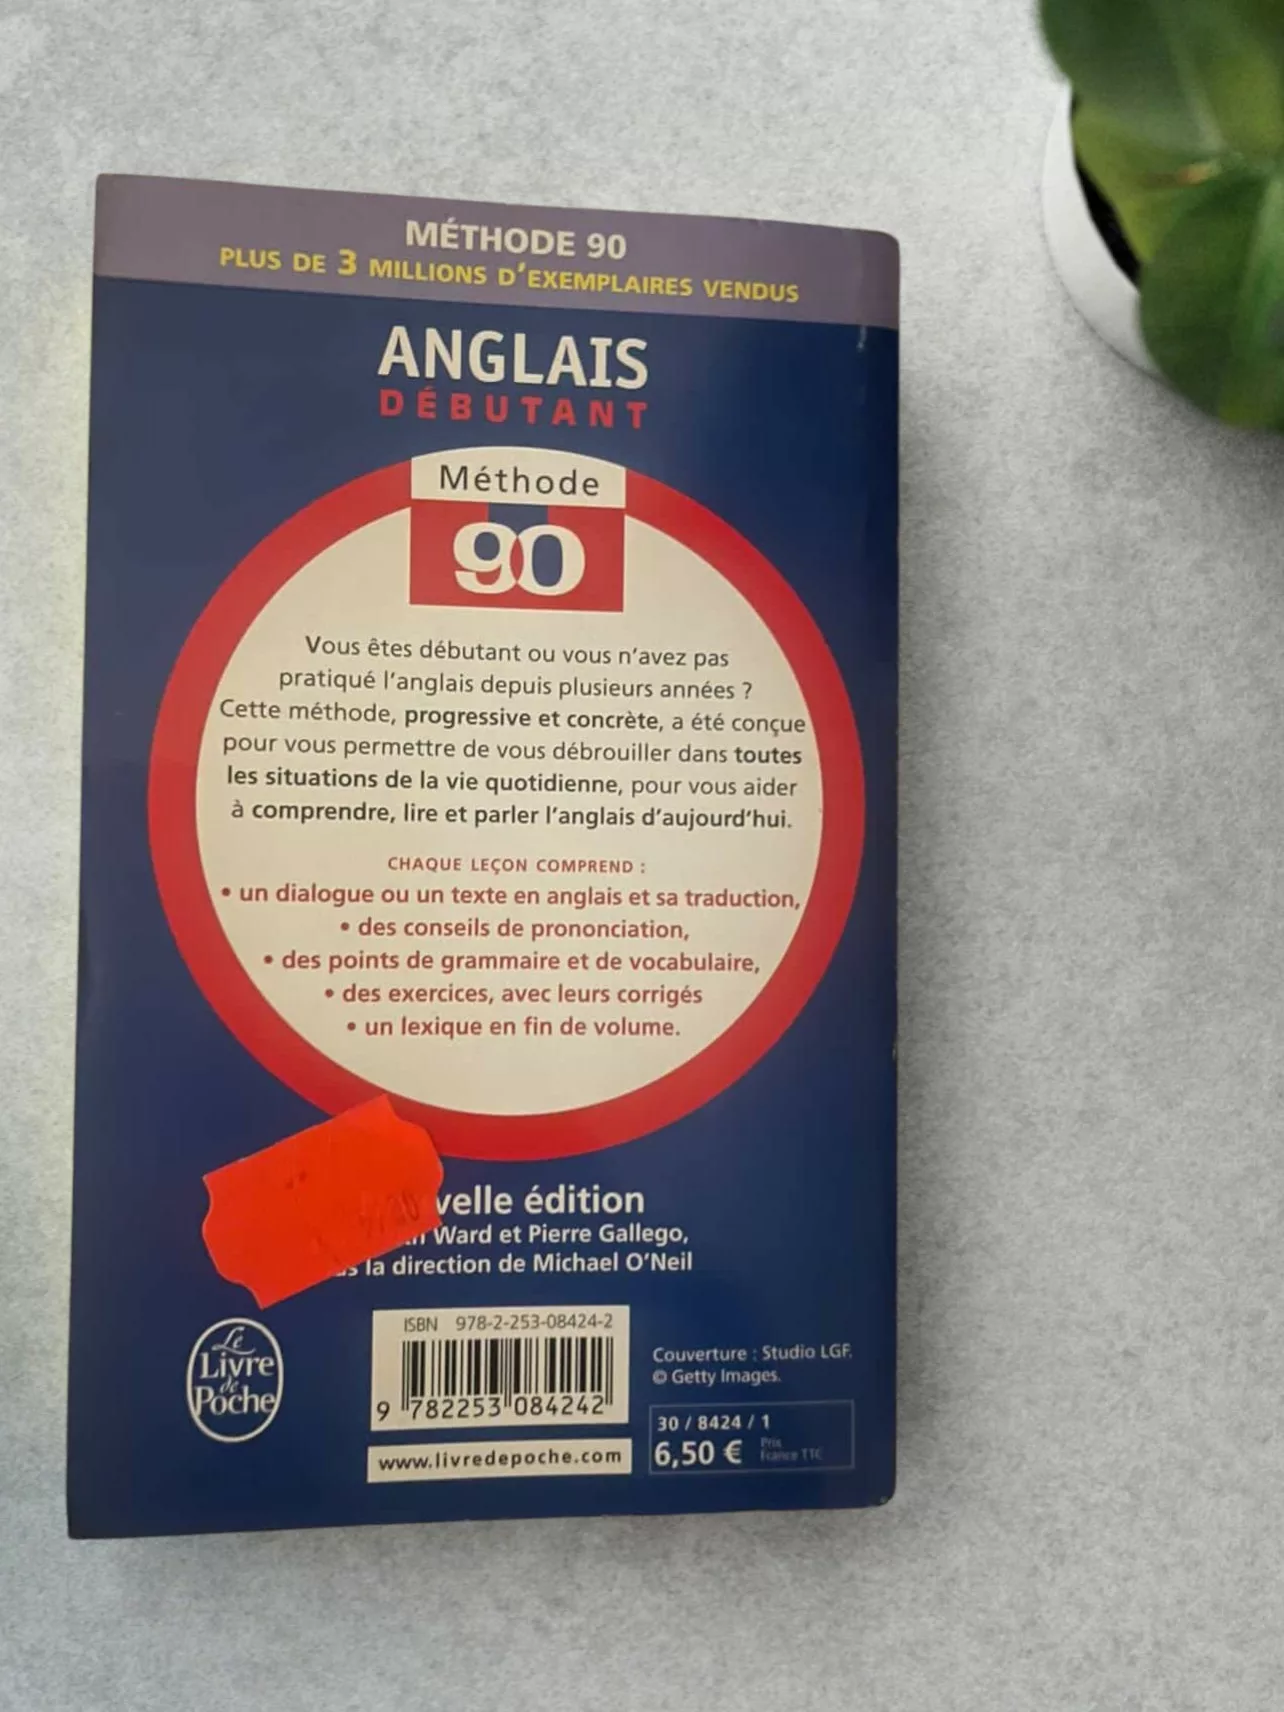 MÉTHODE 90
PLUS DE 3 MILLIONS D'EXEMPLAIRES VENDUS
ANGLAIS
DÉBUTANT
Méthode
90
Vous êtes débutant ou vous n'avez pas
pratiqué l'anglais depuis plusieurs années ?
Cette méthode, progressive et concrète, a été conçue
pour vous permettre de vous débrouiller dans toutes
les situations de la vie quotidienne, pour vous aider
à comprendre, lire et parler l'anglais d'aujourd'hui.
CHAQUE LEÇON COMPREND :
• un dialogue ou un texte en anglais et sa traduction,
• des conseils de prononciation,
• des points de grammaire et de vocabulaire,
• des exercices, avec leurs corrigés
• un lexique en fin de volume.
édition
Ward et Pierre Gallego,
la direction de Michael O'Neil
Le
Livre
de
Poche
ISBN 978-2-253-08424-2
9 782253 084242
www.livredepoche.com
Couverture : Studio LGF.
© Getty Images.
30 / 8424 / 1
6,50 € Prix
France TTC